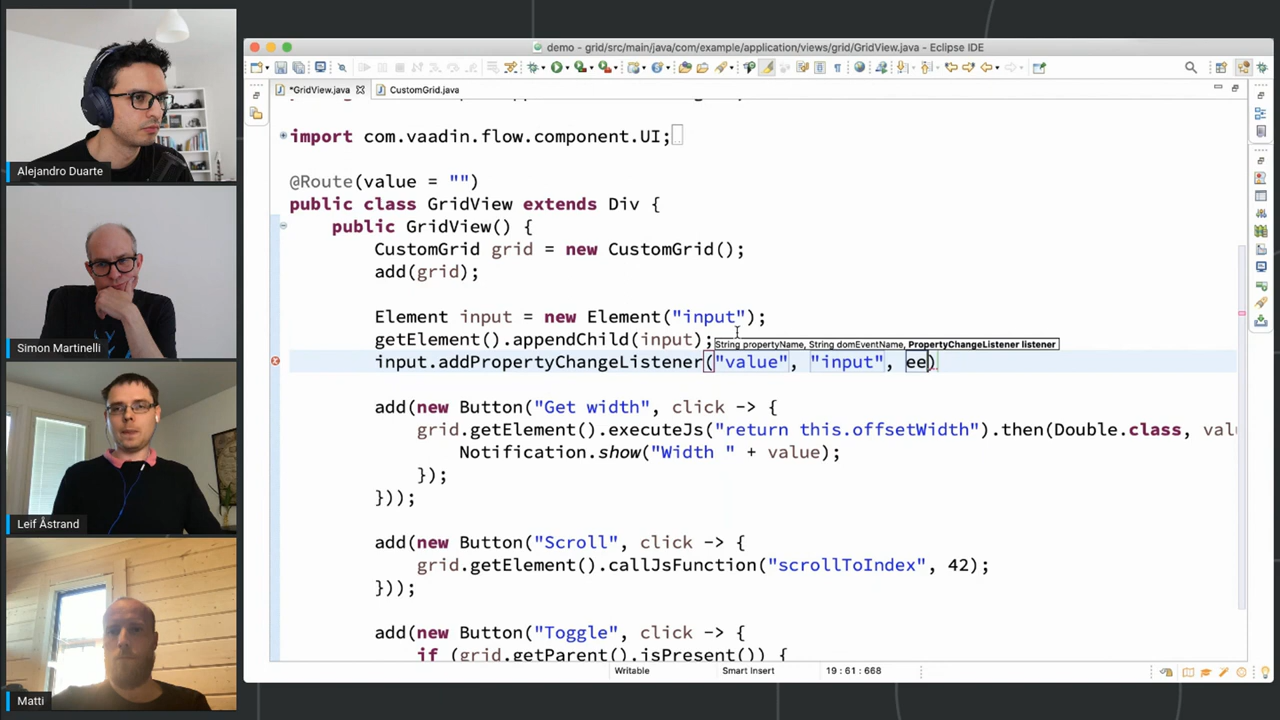 Alejandro Duarte
Simon Martinelli
Leif Åstrand
Matti
demo - grid/src/main/java/com/example/application/views/grid/GridView.java - Eclipse IDE
*GridView.java
CustomGrid.java
import com.vaadin.flow.component.UI;
@Route(value = "")
public class GridView extends Div {
public GridView() {
CustomGrid grid = new CustomGrid();
add(grid);
Element input = new Element("input");
getElement().appendChild(input);
String propertyName, String domEventName, PropertyChangeListener listener
input.addPropertyChangeListener("value", "input", ee)
add(new Button("Get width", click -> {
grid.getElement().executeJs("return this.offsetWidth").then(Double.class, valu
Notification.show("Width " + value);
});
}));
add(new Button("Scroll", click -> {
grid.getElement().callJsFunction("scrollToIndex", 42);
}));
add(new Button("Toggle", click -> {
if (grid.getParent().isPresent()) {
Writable
Smart Insert
19 : 61 : 668